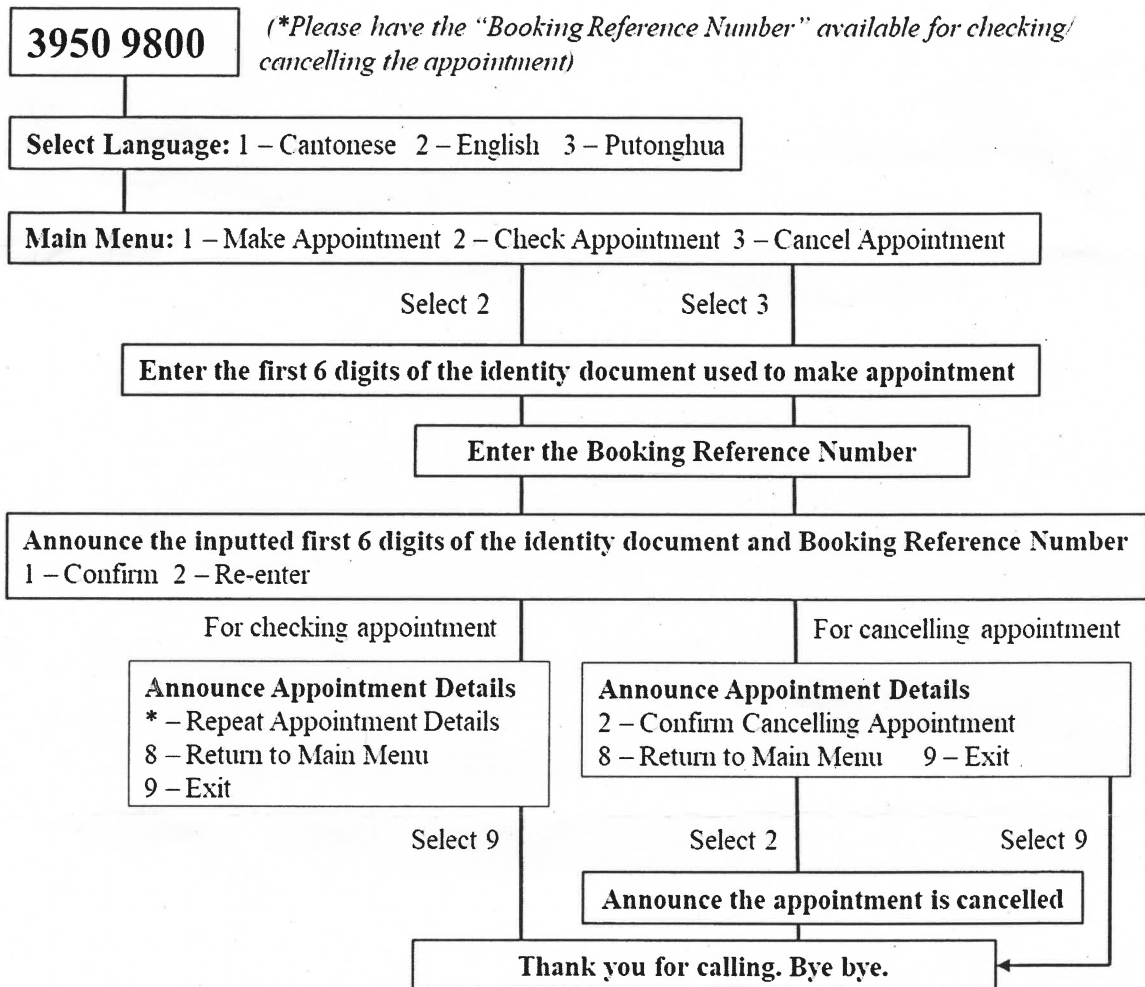 3950 9800
(*Please have the “Booking Reference Number” available for checking/
cancelling the appointment)
Select Language: 1 – Cantonese 2 – English 3 – Putonghua
Main Menu: 1 – Make Appointment 2 – Check Appointment 3 – Cancel Appointment
Select 2
Select 3
Enter the first 6 digits of the identity document used to make appointment
Enter the Booking Reference Number
Announce the inputted first 6 digits of the identity document and Booking Reference Number
1 – Confirm 2 – Re-enter
For checking appointment
For cancelling appointment
Announce Appointment Details
* – Repeat Appointment Details
8 – Return to Main Menu
9 – Exit
Announce Appointment Details
2 – Confirm Cancelling Appointment
8 – Return to Main Menu 9 – Exit
Select 9
Select 2
Select 9
Announce the appointment is cancelled
Thank you for calling. Bye bye.